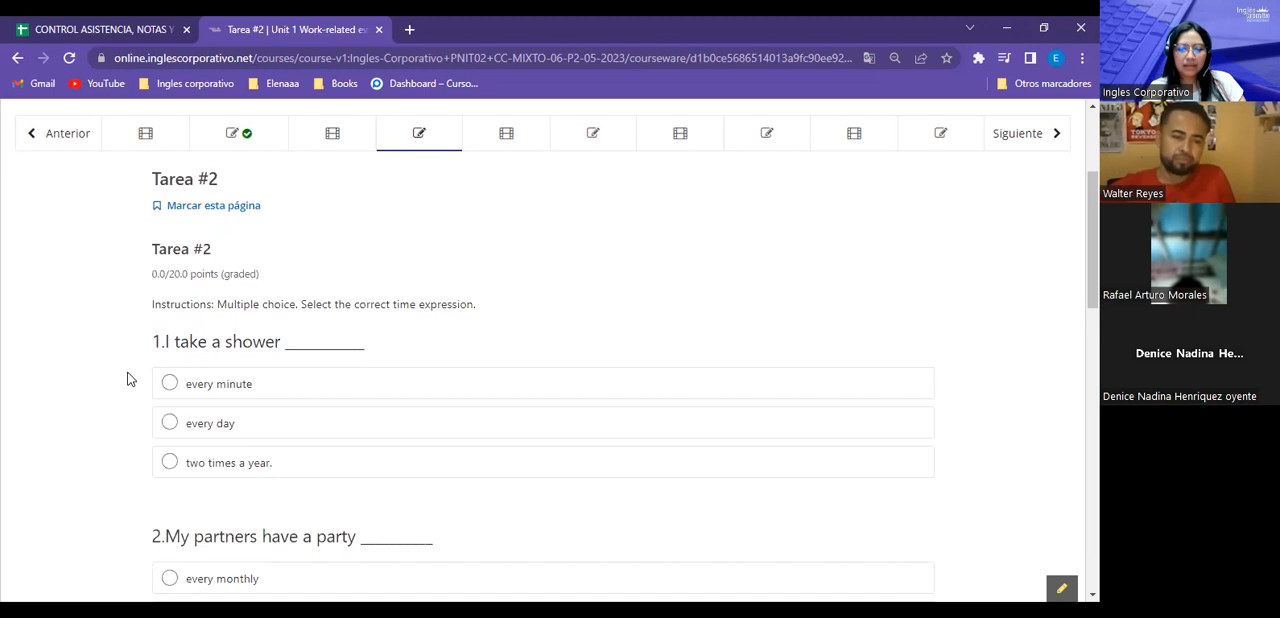 CONTROL ASISTENCIA, NOTAS Y
Tarea #2 | Unit 1 Work-related es
online.inglescorporativo.net/courses/course-v1:Ingles-Corporativo+PNIT02+CC-MIXTO-06-P2-05-2023/courseware/d1b0ce5686514013a9fc90ee92...
E
Gmail
YouTube
Ingles corporativo
Elenaaa
Books
Dashboard – Curso...
Otros marcadores
Anterior
Siguiente
Tarea #2
Marcar esta página
Tarea #2
0.0/20.0 points (graded)
Instructions: Multiple choice. Select the correct time expression.
1.I take a shower __________
every minute
every day
two times a year.
2.My partners have a party _________
every monthly
Ingles
Ingles Corporativo
Walter Reyes
Rafael Arturo Morales
Denice Nadina He...
Denice Nadina Henriquez oyente